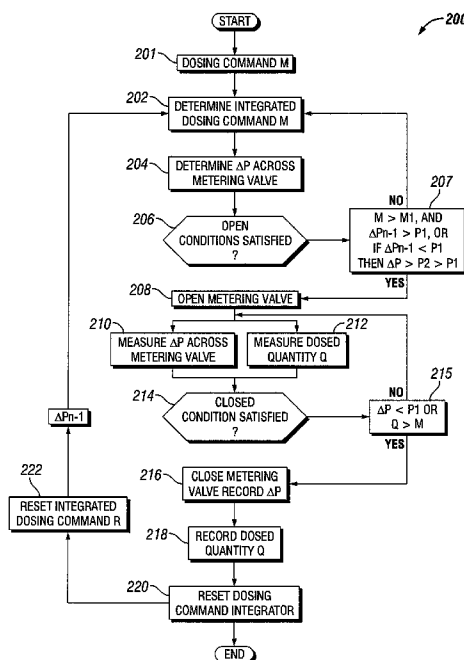 START
200
201
DOSING COMMAND M
202
DETERMINE INTEGRATED
DOSING COMMAND M
204
DETERMINE ΔP ACROSS
METERING VALVE
206
OPEN
CONDITIONS SATISFIED
?
207
NO
M > M1, AND
ΔPn-1 > P1, OR
IF ΔPn-1 < P1
THEN ΔP > P2 > P1
YES
208
OPEN METERING VALVE
210
MEASURE ΔP ACROSS
METERING VALVE
212
MEASURE DOSED
QUANTITY Q
214
CLOSED
CONDITION SATISFIED
?
215
NO
ΔP < P1 OR
Q > M
YES
216
CLOSE METERING
VALVE RECORD ΔP
218
RECORD DOSED
QUANTITY Q
220
RESET DOSING
COMMAND INTEGRATOR
222
RESET INTEGRATED
DOSING COMMAND R
ΔPn-1
END